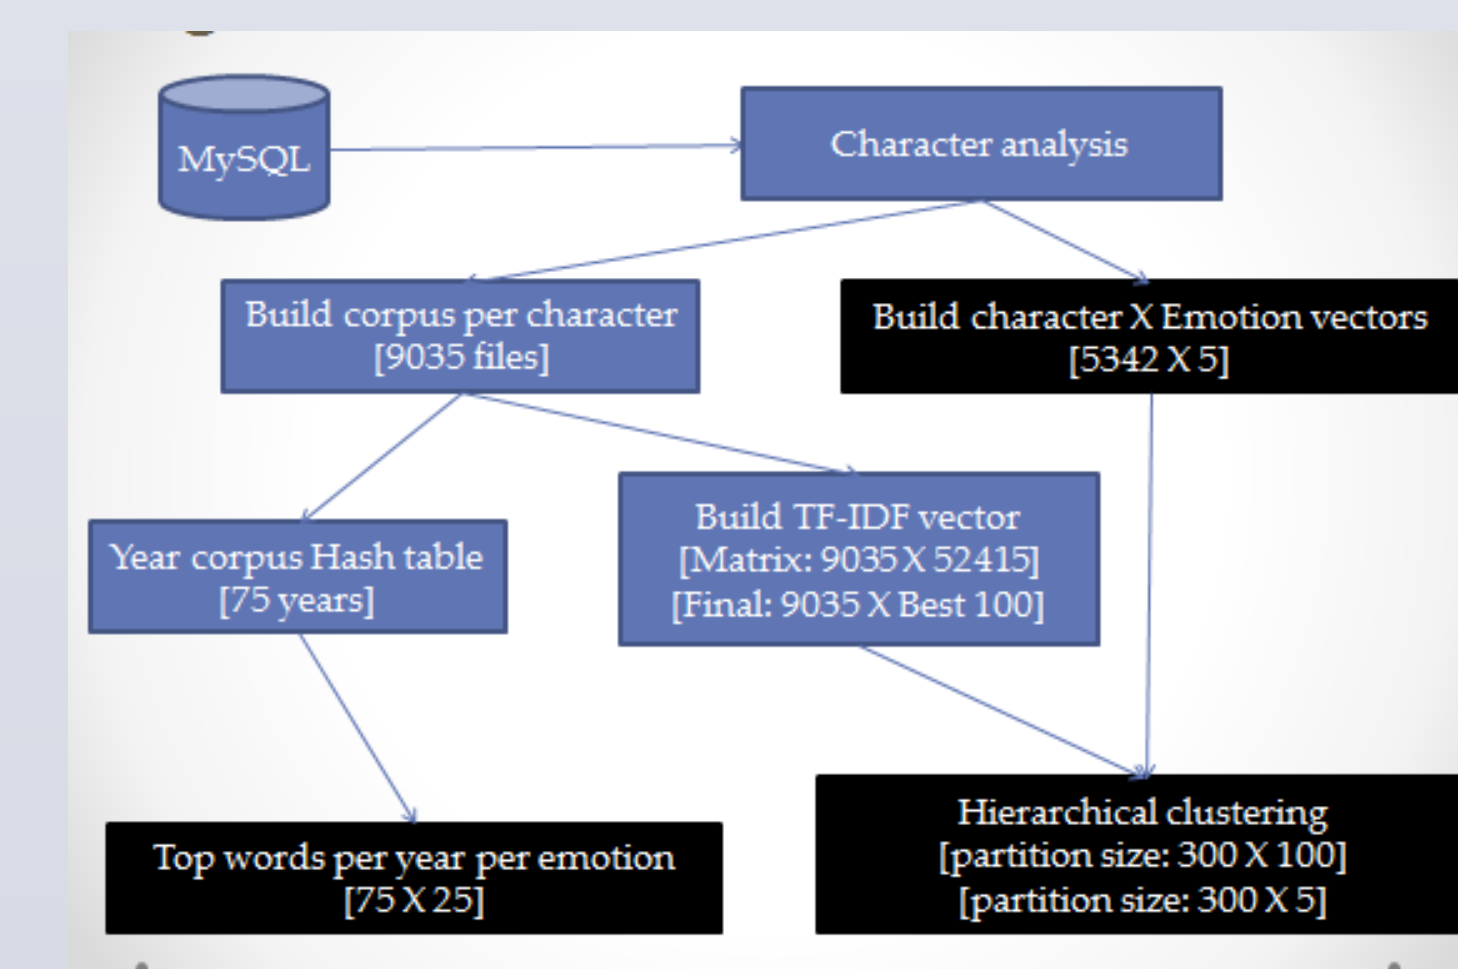 MySQL
Character analysis
Build corpus per character
[9035 files]
Build character X Emotion vectors
[5342 X 5]
Build TF-IDF vector
[Matrix: 9035 X 52415]
[Final: 9035 X Best 100]
Year corpus Hash table
[75 years]
Top words per year per emotion
[75 X 25]
Hierarchical clustering
[partition size: 300 X 100]
[partition size: 300 X 5]